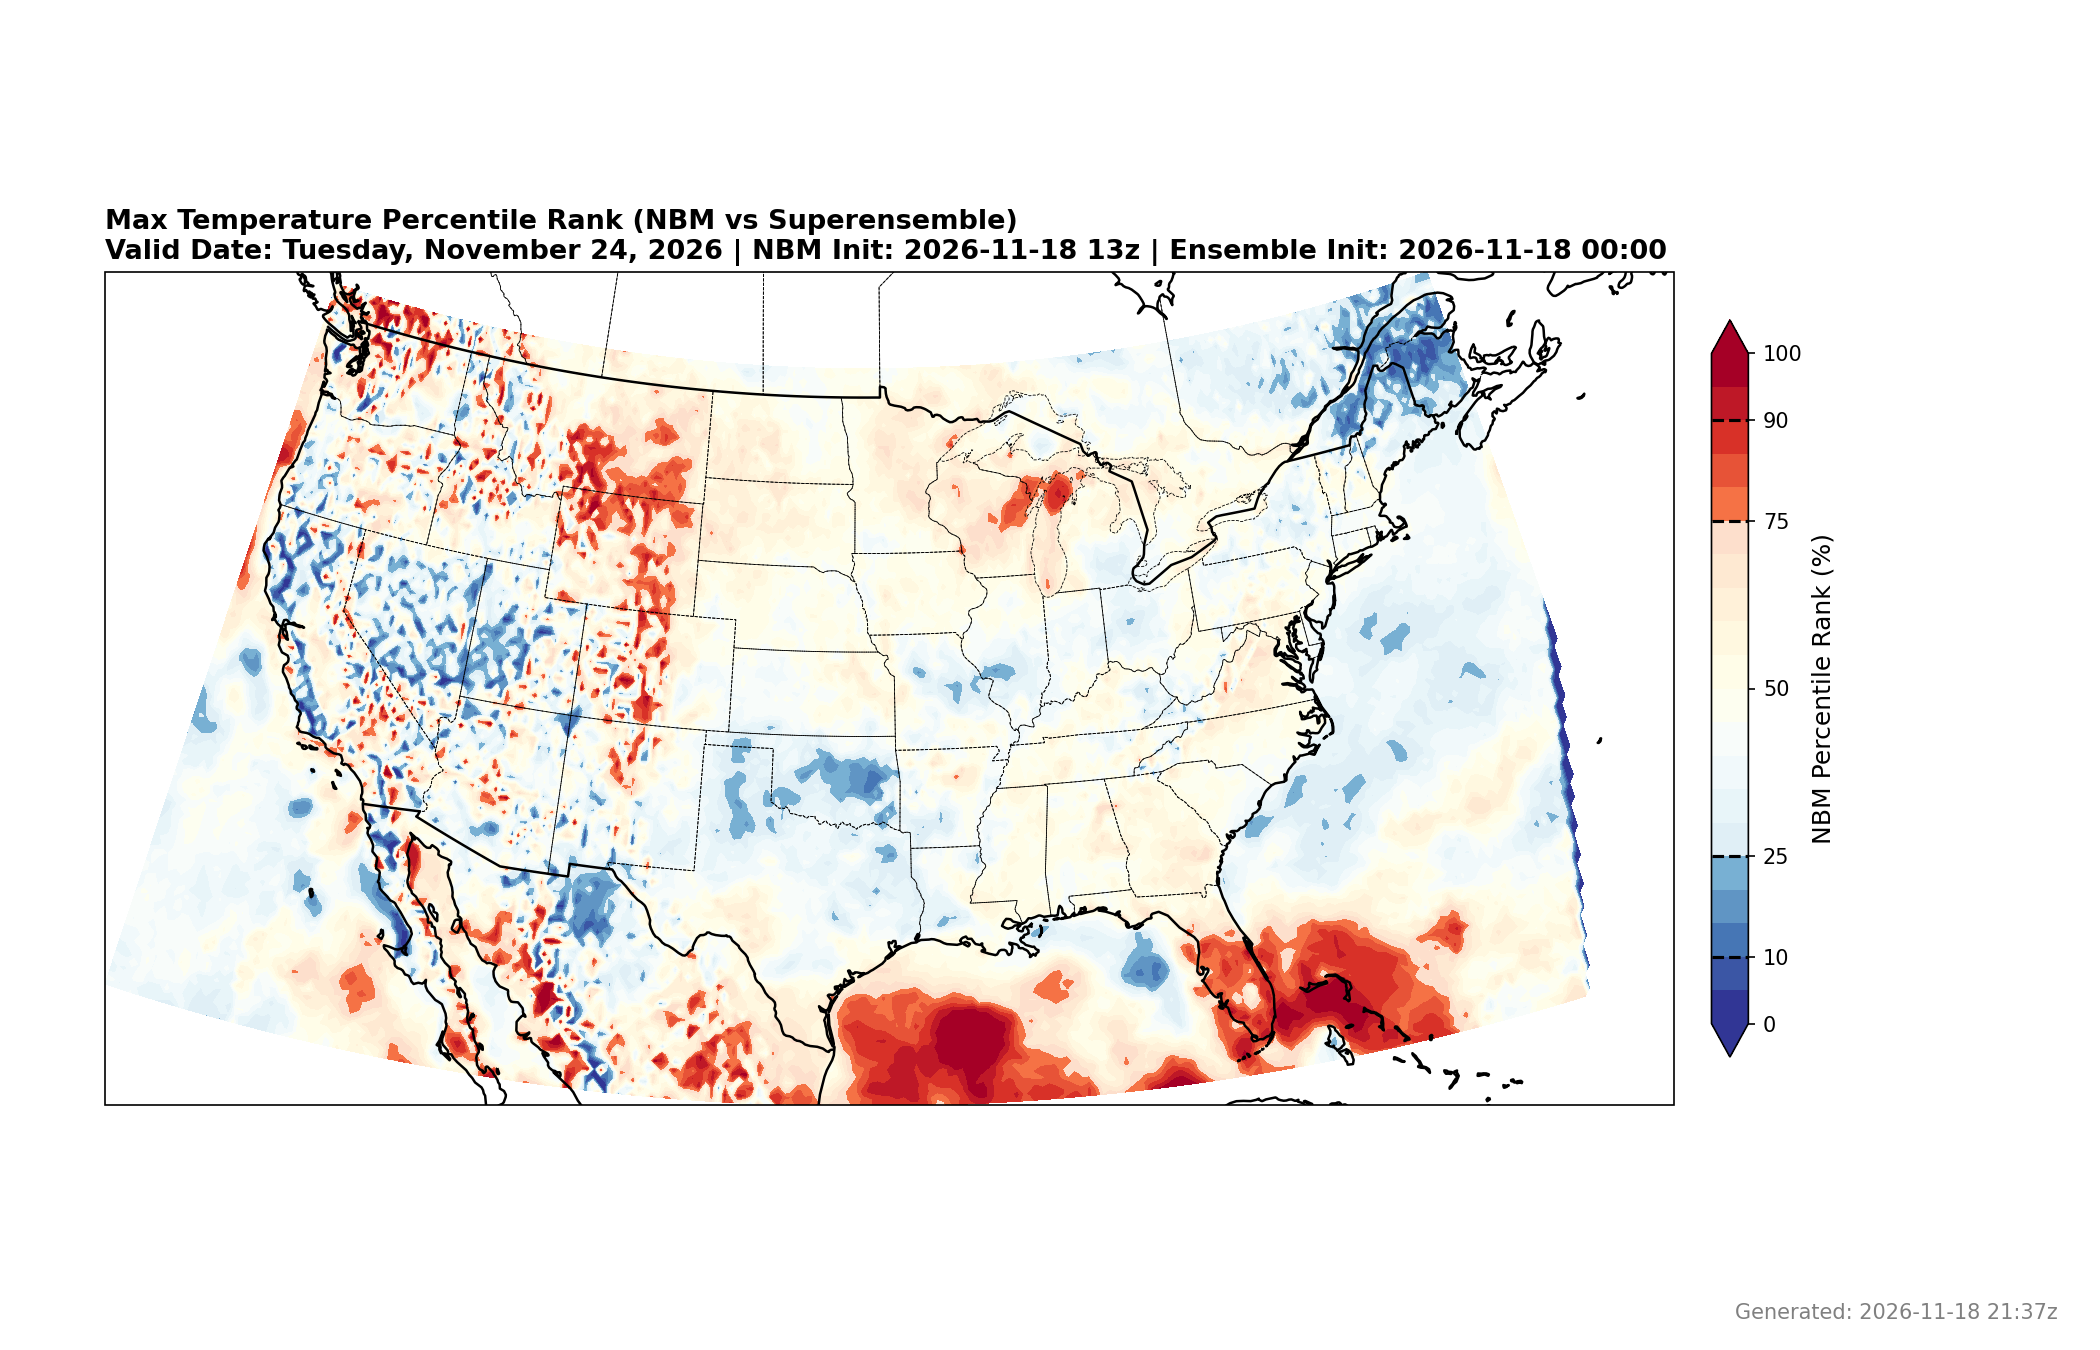 Max Temperature Percentile Rank (NBM vs Superensemble)
Valid Date: Tuesday, November 24, 2026 | NBM Init: 2026-11-18 13z | Ensemble Init: 2026-11-18 00:00
100
90
75
50
25
10
0
NBM Percentile Rank (%)
Generated: 2026-11-18 21:37z